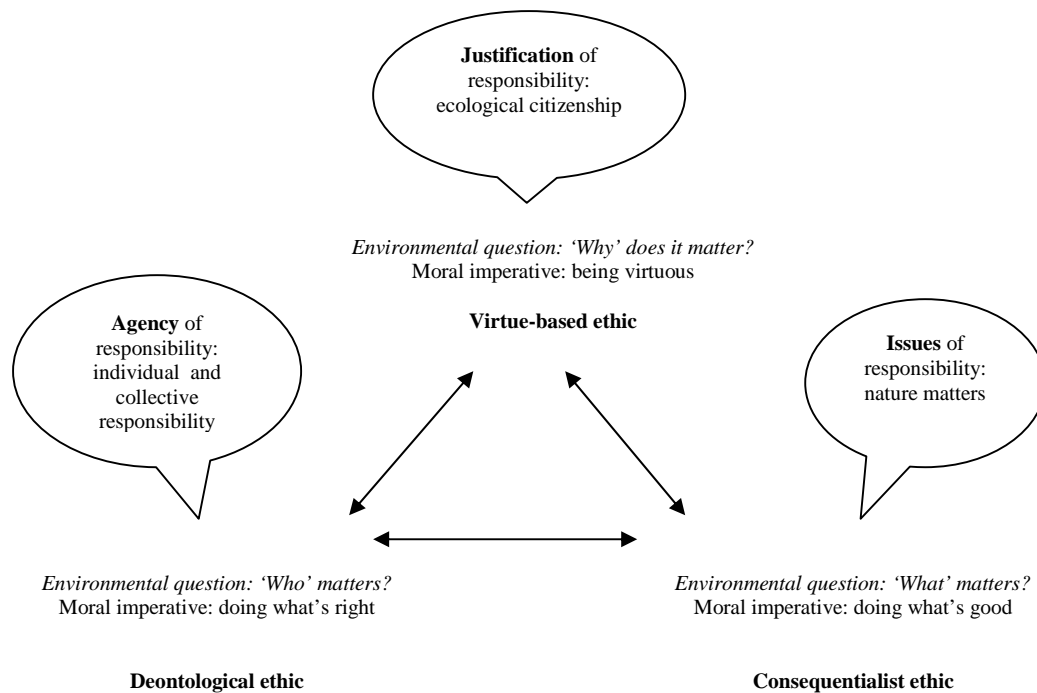 Justification of
responsibility:
ecological citizenship
Environmental question: ‘Why’ does it matter?
Moral imperative: being virtuous
Virtue-based ethic
Agency of
responsibility:
individual and
collective
responsibility
Issues of
responsibility:
nature matters
Environmental question: ‘Who’ matters?
Moral imperative: doing what’s right
Deontological ethic
Environmental question: ‘What’ matters?
Moral imperative: doing what’s good
Consequentialist ethic